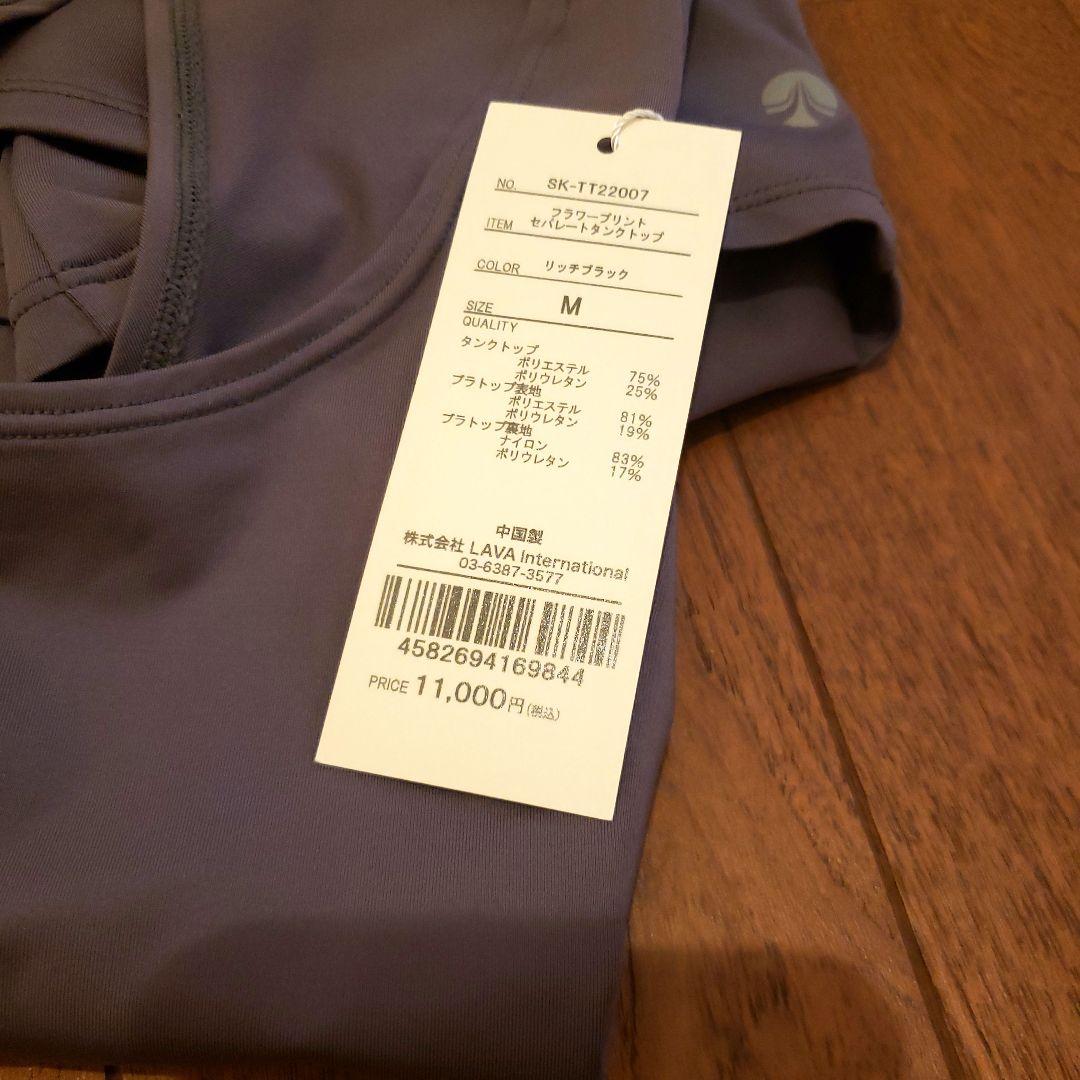 NO. SK-TT22007
ITEM フラワープリント
セパレートタンクトップ
COLOR リッチブラック
SIZE M
QUALITY
タンクトップ
ポリエステル 75%
ポリウレタン 25%
ブラトップ表地
ポリエステル 81%
ポリウレタン 19%
ブラトップ裏地
ナイロン 83%
ポリウレタン 17%
中国製
株式会社 LAVA International
03-6387-3577
4582694169844
PRICE 11,000円(税込)